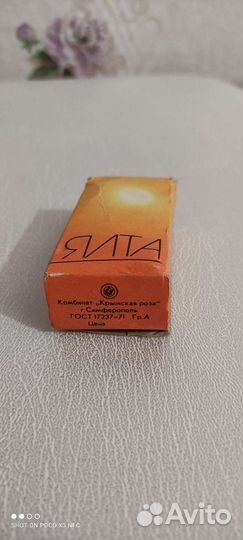 ЯЛТА
Комбинат „Крымская роза"
г. Симферополь
ГОСТ 17237–71 Гр. А
Цена
SHOT ON POCO X3 NFC
Avito